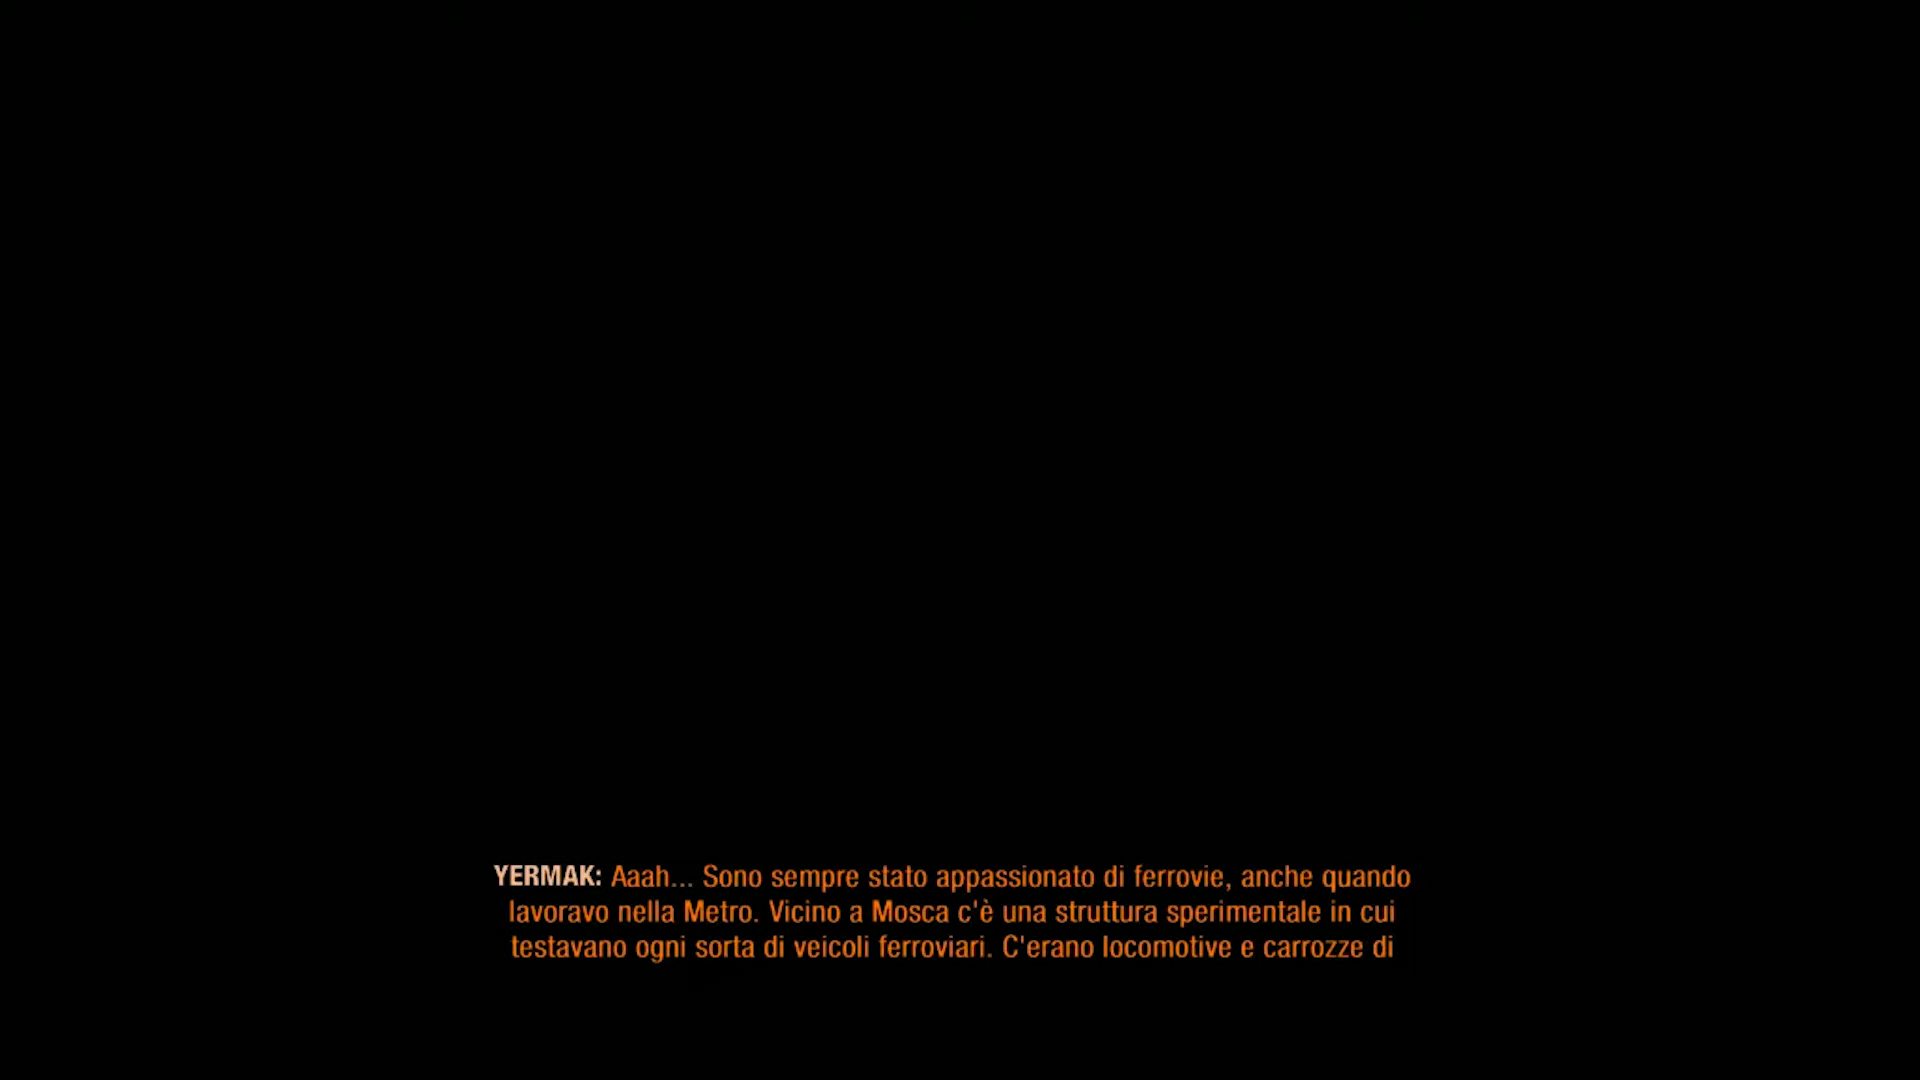 YERMAK: Aaah... Sono sempre stato appassionato di ferrovie, anche quando
lavoravo nella Metro. Vicino a Mosca c'è una struttura sperimentale in cui
testavano ogni sorta di veicoli ferroviari. C'erano locomotive e carrozze di